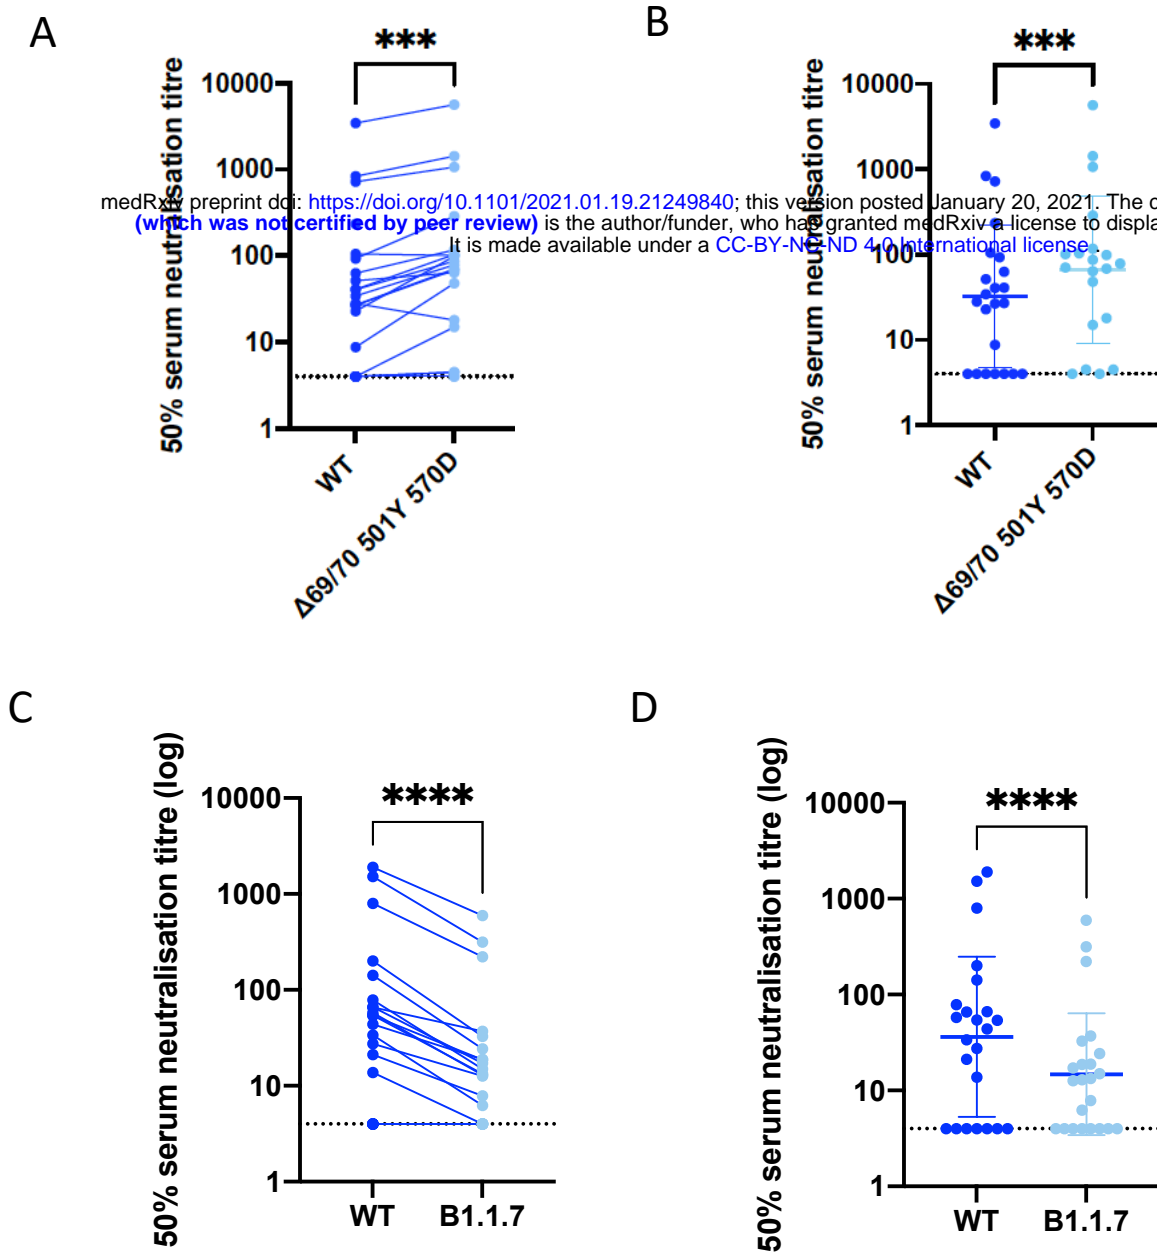 A
B
***
***
50% serum neutralisation titre
10000
1000
100
10
1
WT
Δ69/70 501Y 570D
50% serum neutralisation titre
10000
1000
100
10
1
WT
Δ69/70 501Y 570D
medRxiv preprint doi: https://doi.org/10.1101/2021.01.19.21249840; this version posted January 20, 2021. The c
(which was not certified by peer review) is the author/funder, who has granted medRxiv a license to displa
It is made available under a CC-BY-NC-ND 4.0 International license .
C
D
****
****
50% serum neutralisation titre (log)
10000
1000
100
10
1
WT
B1.1.7
50% serum neutralisation titre (log)
10000
1000
100
10
1
WT
B1.1.7